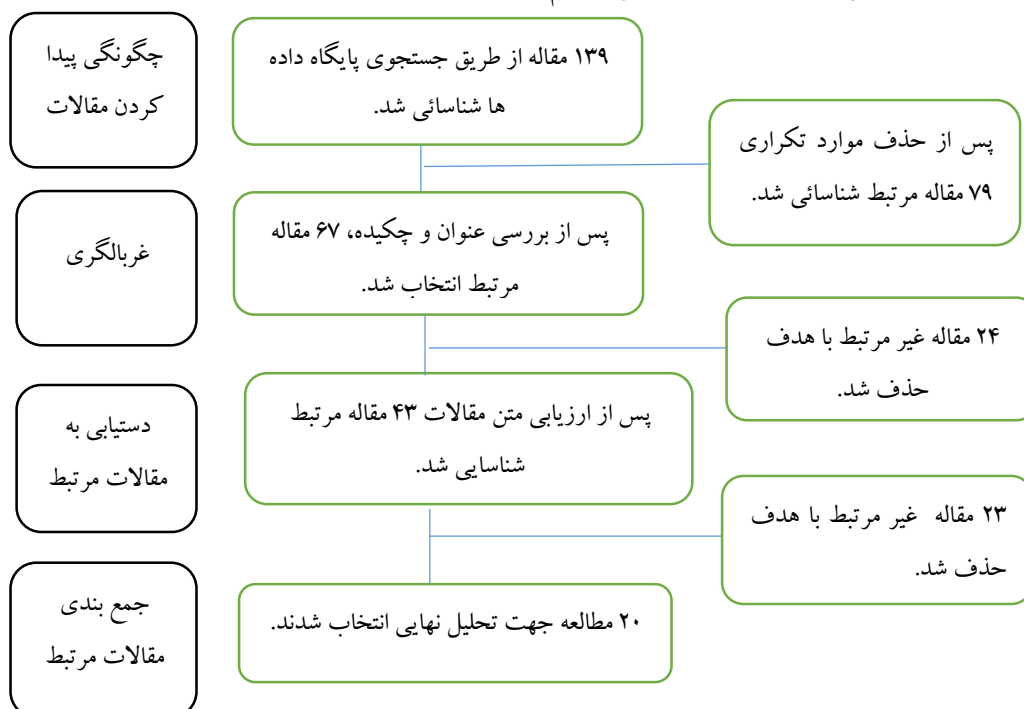 چگونگی پیدا
کردن مقالات
۱۳۹ مقاله از طریق جستجوی پایگاه داده
ها شناسائی شد.
پس از حذف موارد تکراری
۷۹ مقاله مرتبط شناسائی شد.
غربالگری
پس از بررسی عنوان و چکیده، ۶۷ مقاله
مرتبط انتخاب شد.
۲۴ مقاله غیر مرتبط با هدف
حذف شد.
دستیابی به
مقالات مرتبط
پس از ارزیابی متن مقالات ۴۳ مقاله مرتبط
شناسایی شد.
۲۳ مقاله غیر مرتبط با هدف
حذف شد.
جمع بندی
مقالات مرتبط
۲۰ مطالعه جهت تحلیل نهایی انتخاب شدند.